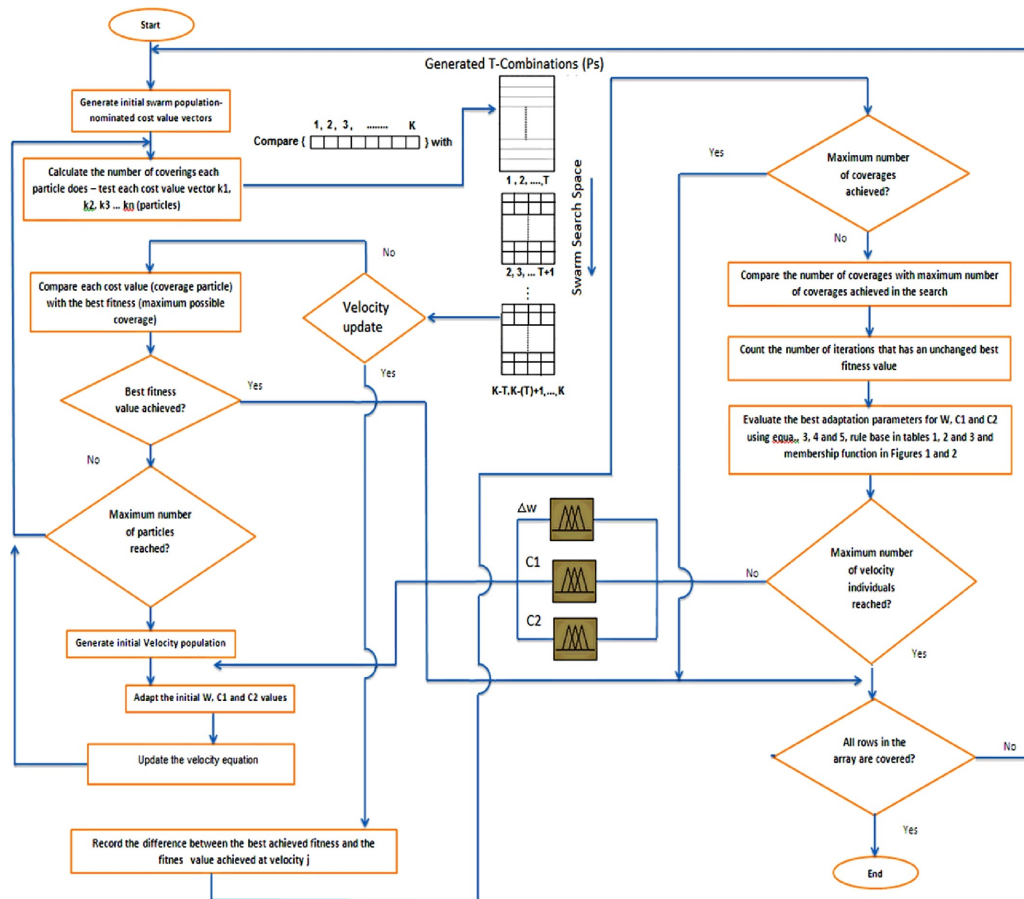 Start
Generate initial swarm population-
nominated cost value vectors
Calculate the number of coverings each
particle does – test each cost value vector k1,
k2, k3 ... kn (particles)
Generated T-Combinations (Ps)
1, 2, 3, ........ K
Compare { } with
1 , 2, ....,T
2, 3, ... T+1
K-T,K-(T)+1,...,K
Swarm Search Space
Velocity
update
No
Yes
Compare each cost value (coverage particle)
with the best fitness (maximum possible
coverage)
Best fitness
value achieved?
Yes
No
Maximum number
of particles
reached?
Generate initial Velocity population
Adapt the initial W, C1 and C2 values
Update the velocity equation
Record the difference between the best achieved fitness and the
fitnes value achieved at velocity j
Δw
C1
C2
Maximum number
of coverages
achieved?
Yes
No
Compare the number of coverages with maximum number
of coverages achieved in the search
Count the number of iterations that has an unchanged best
fitness value
Evaluate the best adaptation parameters for W, C1 and C2
using equa., 3, 4 and 5, rule base in tables 1, 2 and 3 and
membership function in Figures 1 and 2
Maximum number
of velocity
individuals
reached?
No
Yes
All rows in the
array are covered?
No
Yes
End